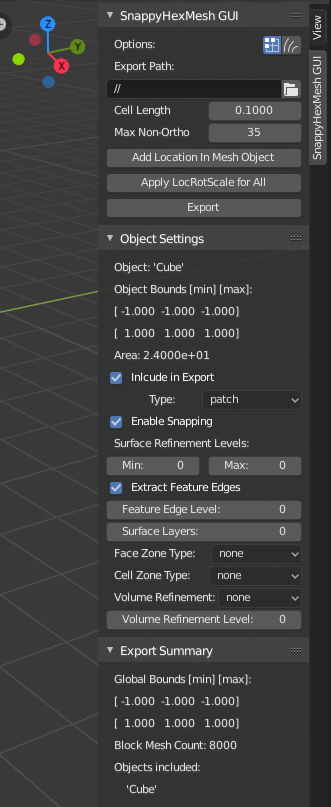 Z
Y
X
View
SnappyHexMesh GUI
SnappyHexMesh GUI
Options:
Export Path:
//
Cell Length 0.1000
Max Non-Ortho 35
Add Location In Mesh Object
Apply LocRotScale for All
Export
Object Settings
Object: 'Cube'
Object Bounds [min] [max]:
[ -1.000 -1.000 -1.000]
[ 1.000 1.000 1.000]
Area: 2.4000e+01
Inlcude in Export
Type: patch
Enable Snapping
Surface Refinement Levels:
Min: 0 Max: 0
Extract Feature Edges
Feature Edge Level: 0
Surface Layers: 0
Face Zone Type: none
Cell Zone Type: none
Volume Refinement: none
Volume Refinement Level: 0
Export Summary
Global Bounds [min] [max]:
[ -1.000 -1.000 -1.000]
[ 1.000 1.000 1.000]
Block Mesh Count: 8000
Objects included:
'Cube'